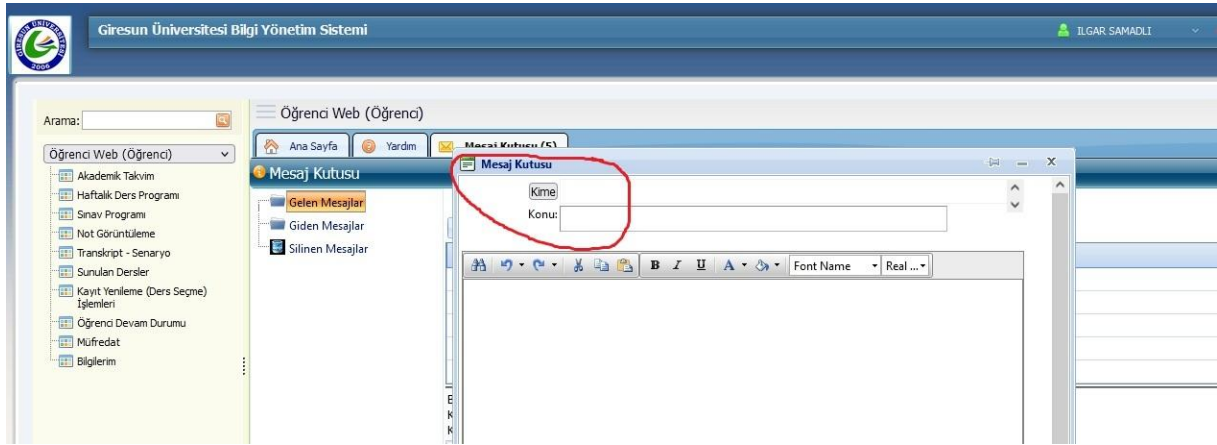 Giresun Üniversitesi Bilgi Yönetim Sistemi
ILGAR SAMADLI
2006
Arama:
Öğrenci Web (Öğrenci)
Akademik Takvim
Haftalık Ders Programı
Sınav Programı
Not Görüntüleme
Transkript - Senaryo
Sunulan Dersler
Kayıt Yenileme (Ders Seçme)
İşlemleri
Öğrenci Devam Durumu
Müfredat
Bilgilerim
Öğrenci Web (Öğrenci)
Ana Sayfa
Yardım
Mesaj Kutusu (5)
Mesaj Kutusu
Gelen Mesajlar
Giden Mesajlar
Silinen Mesajlar
Mesaj Kutusu
X
Kime
Konu:
B I U A Font Name Real ...